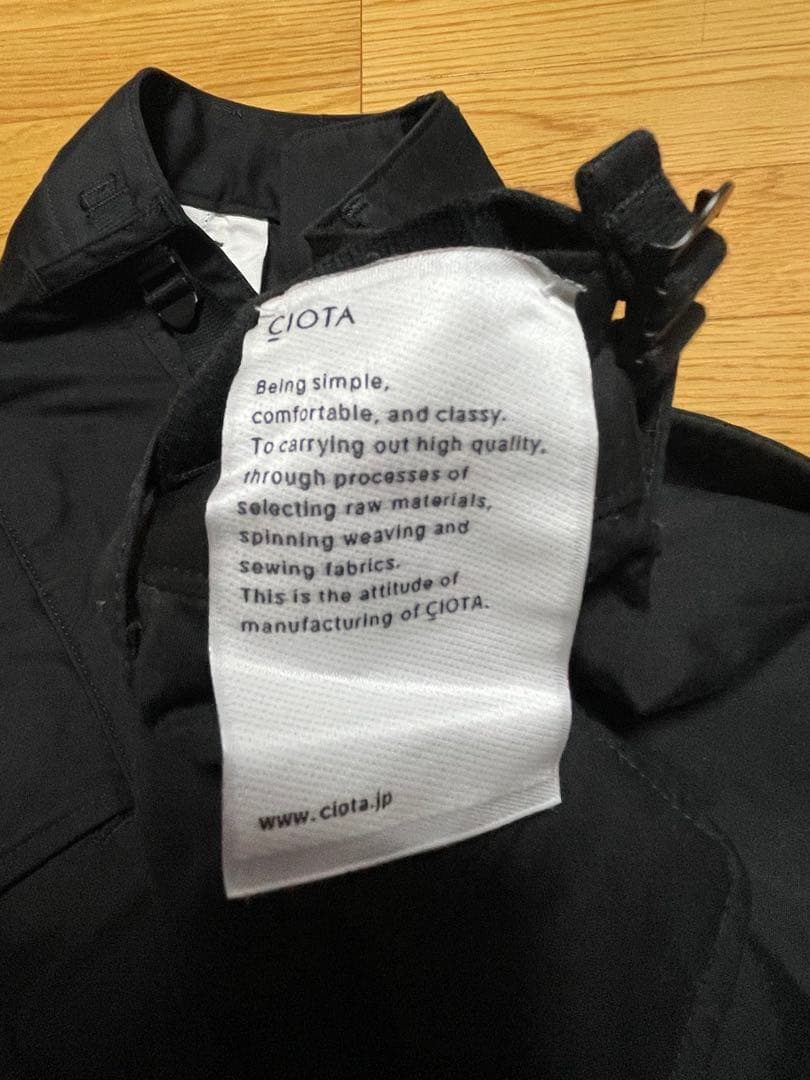 ÇIOTA
Being simple,
comfortable, and classy.
To carrying out high quality,
through processes of
selecting raw materials,
spinning weaving and
sewing fabrics.
This is the attitude of
manufacturing of ÇIOTA.
www.ciota.jp